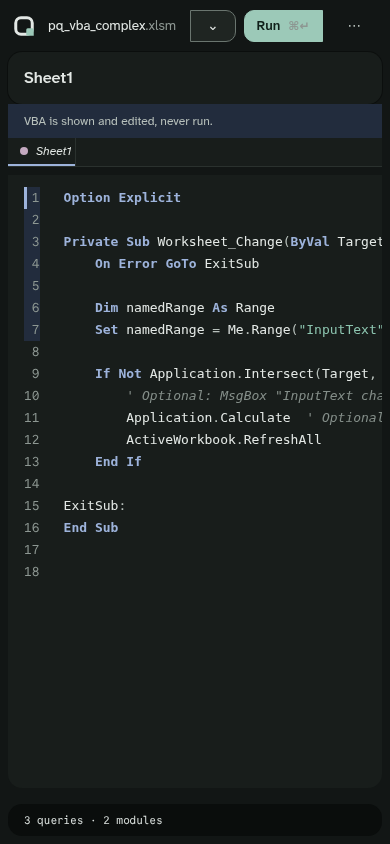 pq_vba_complex.xlsm
Run ⌘↵
Sheet1
VBA is shown and edited, never run.
Sheet1
1 Option Explicit
2
3 Private Sub Worksheet_Change(ByVal Target
4 On Error GoTo ExitSub
5
6 Dim namedRange As Range
7 Set namedRange = Me.Range("InputText"
8
9 If Not Application.Intersect(Target,
10 ' Optional: MsgBox "InputText cha
11 Application.Calculate ' Optional
12 ActiveWorkbook.RefreshAll
13 End If
14
15 ExitSub:
16 End Sub
17
18
3 queries · 2 modules